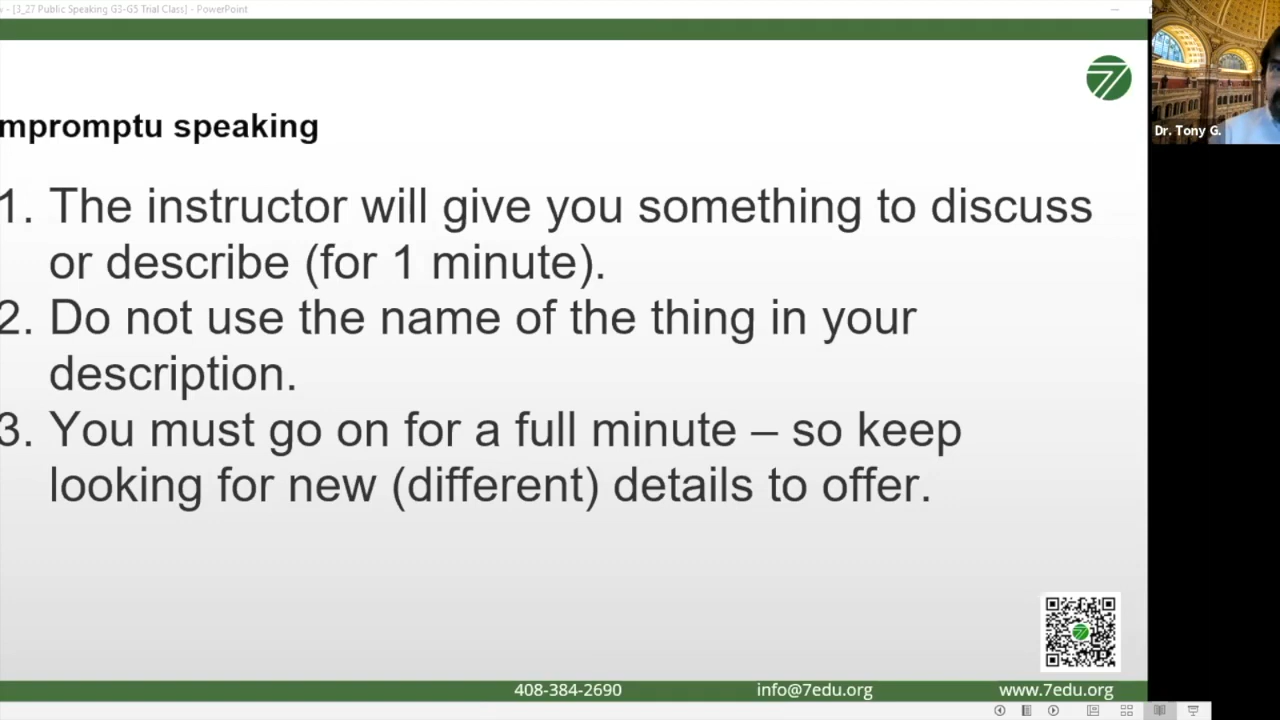 - [3_27 Public Speaking G3-G5 Trial Class] - PowerPoint
mpromptu speaking
1. The instructor will give you something to discuss
or describe (for 1 minute).
2. Do not use the name of the thing in your
description.
3. You must go on for a full minute – so keep
looking for new (different) details to offer.
Dr. Tony G.
408-384-2690 info@7edu.org www.7edu.org